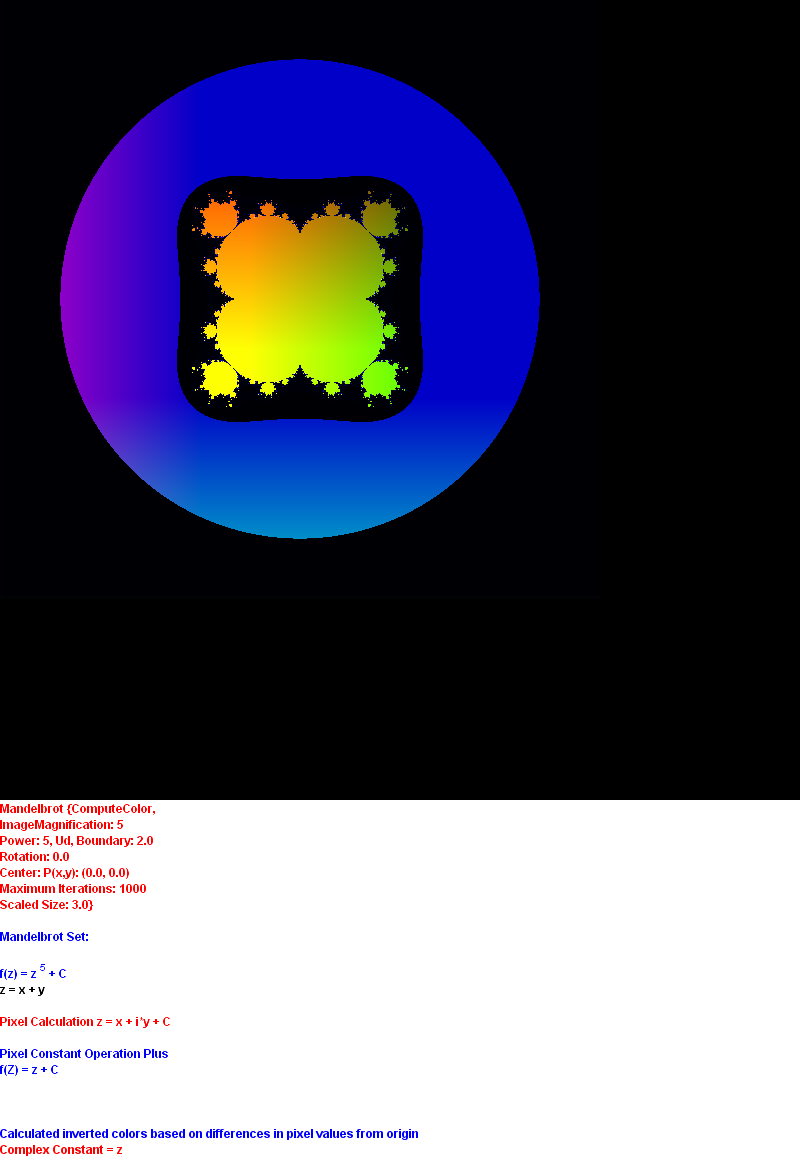 Mandelbrot {ComputeColor,
ImageMagnification: 5
Power: 5, Ud, Boundary: 2.0
Rotation: 0.0
Center: P(x,y): (0.0, 0.0)
Maximum Iterations: 1000
Scaled Size: 3.0}
Mandelbrot Set:
f(z) = z 5 + C
z = x + y
Pixel Calculation z = x + i*y + C
Pixel Constant Operation Plus
f(Z) = z + C
Calculated inverted colors based on differences in pixel values from origin
Complex Constant = z